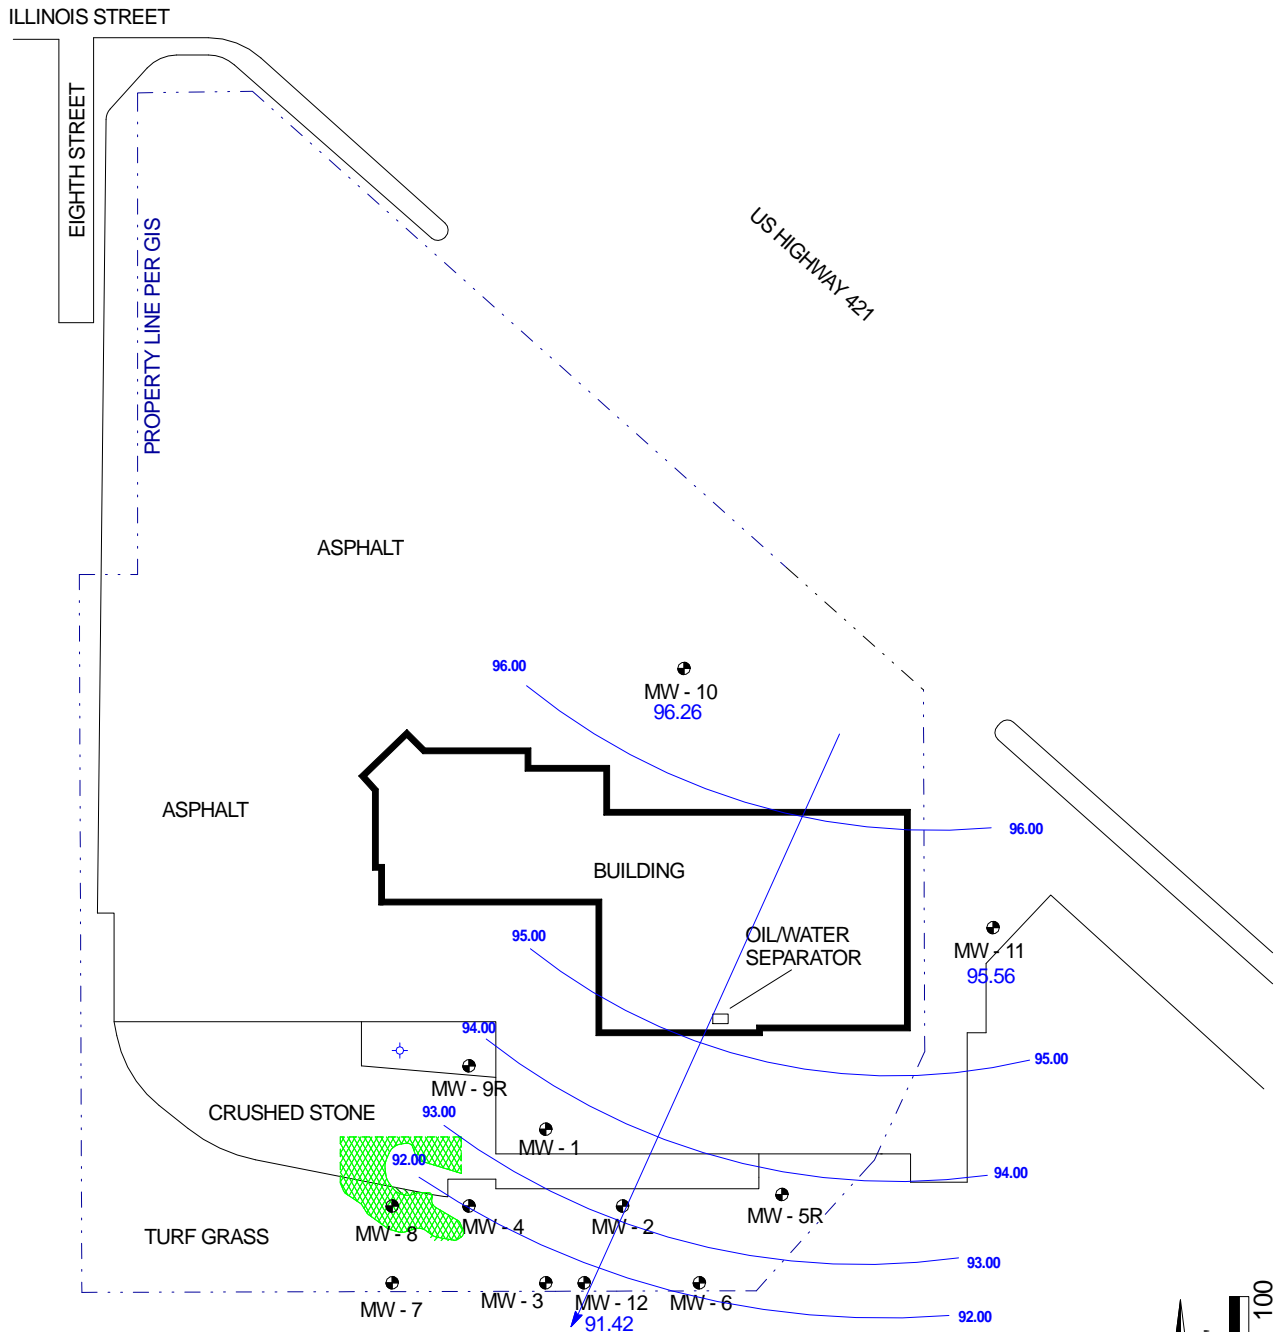 ILLINOIS STREET
EIGHTH STREET
PROPERTY LINE PER GIS
US HIGHWAY 421
ASPHALT
96.00
MW - 10
96.26
ASPHALT
96.00
BUILDING
95.00
OIL/WATER
SEPARATOR
MW - 11
95.56
94.00
95.00
MW - 9R
CRUSHED STONE
93.00
MW - 1
92.00
94.00
MW - 8
MW - 4
MW - 2
MW - 5R
TURF GRASS
93.00
MW - 7
MW - 3
MW - 12
MW - 6
91.42
92.00
100